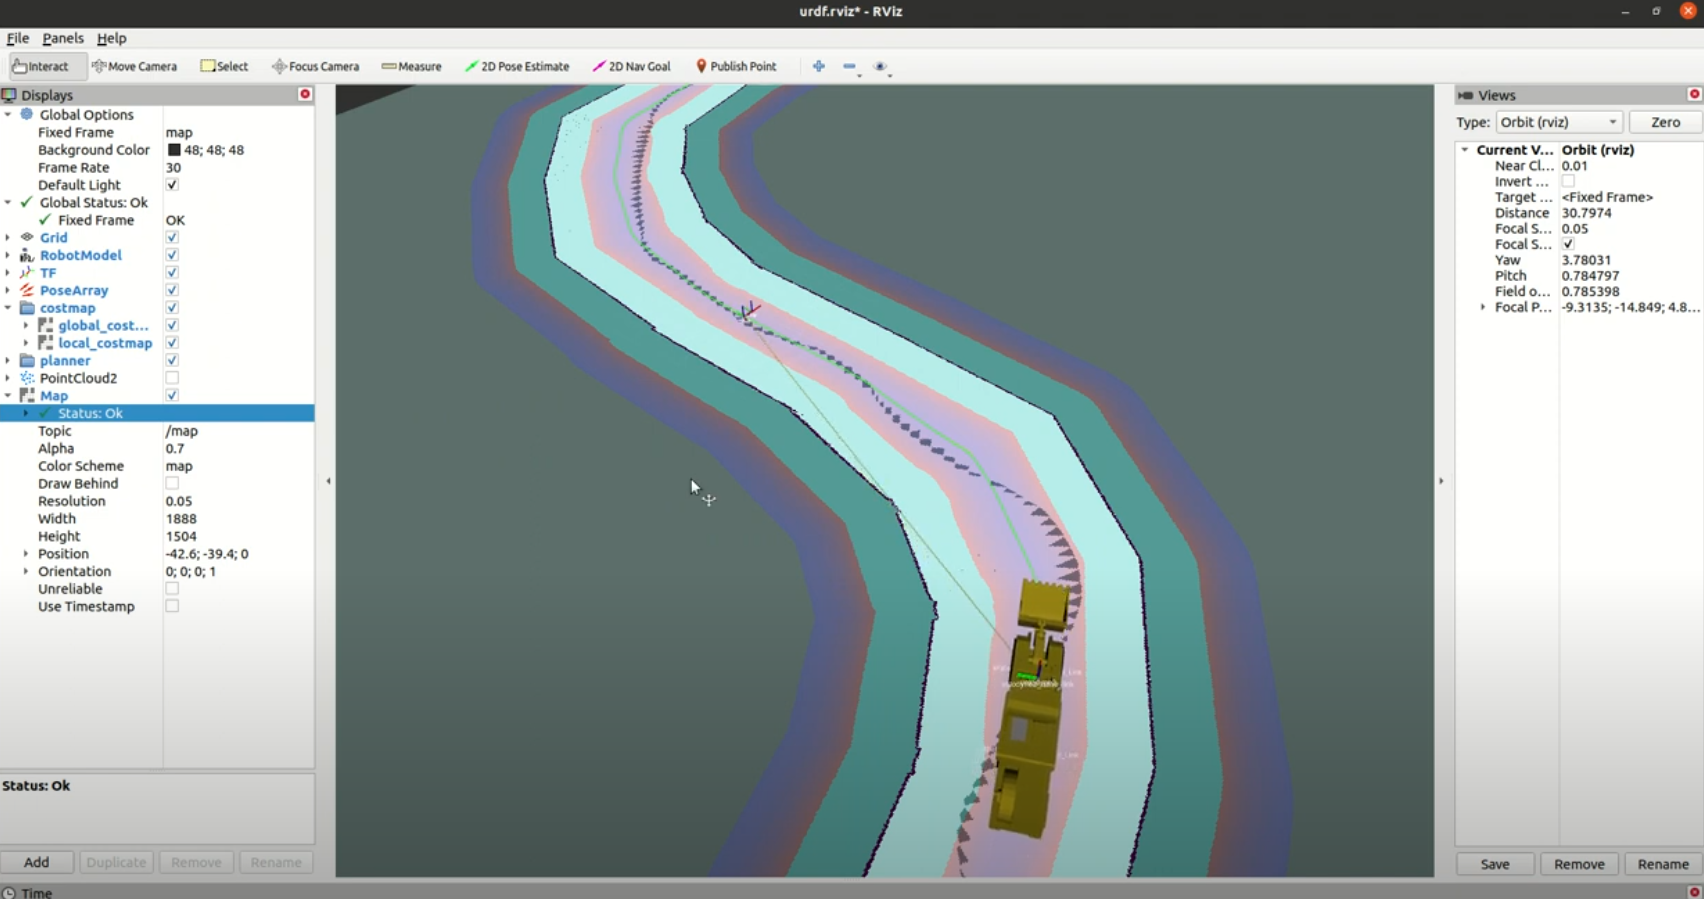 urdf.rviz* - RViz
File Panels Help
Interact Move Camera Select Focus Camera Measure 2D Pose Estimate 2D Nav Goal Publish Point
Displays
Global Options
Fixed Frame map
Background Color 48; 48; 48
Frame Rate 30
Default Light
Global Status: Ok
Fixed Frame OK
Grid
RobotModel
TF
PoseArray
costmap
global_cost...
local_costmap
planner
PointCloud2
Map
Status: Ok
Topic /map
Alpha 0.7
Color Scheme map
Draw Behind
Resolution 0.05
Width 1888
Height 1504
Position -42.6; -39.4; 0
Orientation 0; 0; 0; 1
Unreliable
Use Timestamp
Status: Ok
Add Duplicate Remove Rename
Time
Views
Type: Orbit (rviz) Zero
Current V... Orbit (rviz)
Near Cl... 0.01
Invert ...
Target ... <Fixed Frame>
Distance 30.7974
Focal S... 0.05
Focal S...
Yaw 3.78031
Pitch 0.784797
Field o... 0.785398
Focal P... -9.3135; -14.849; 4.8...
Save Remove Rename